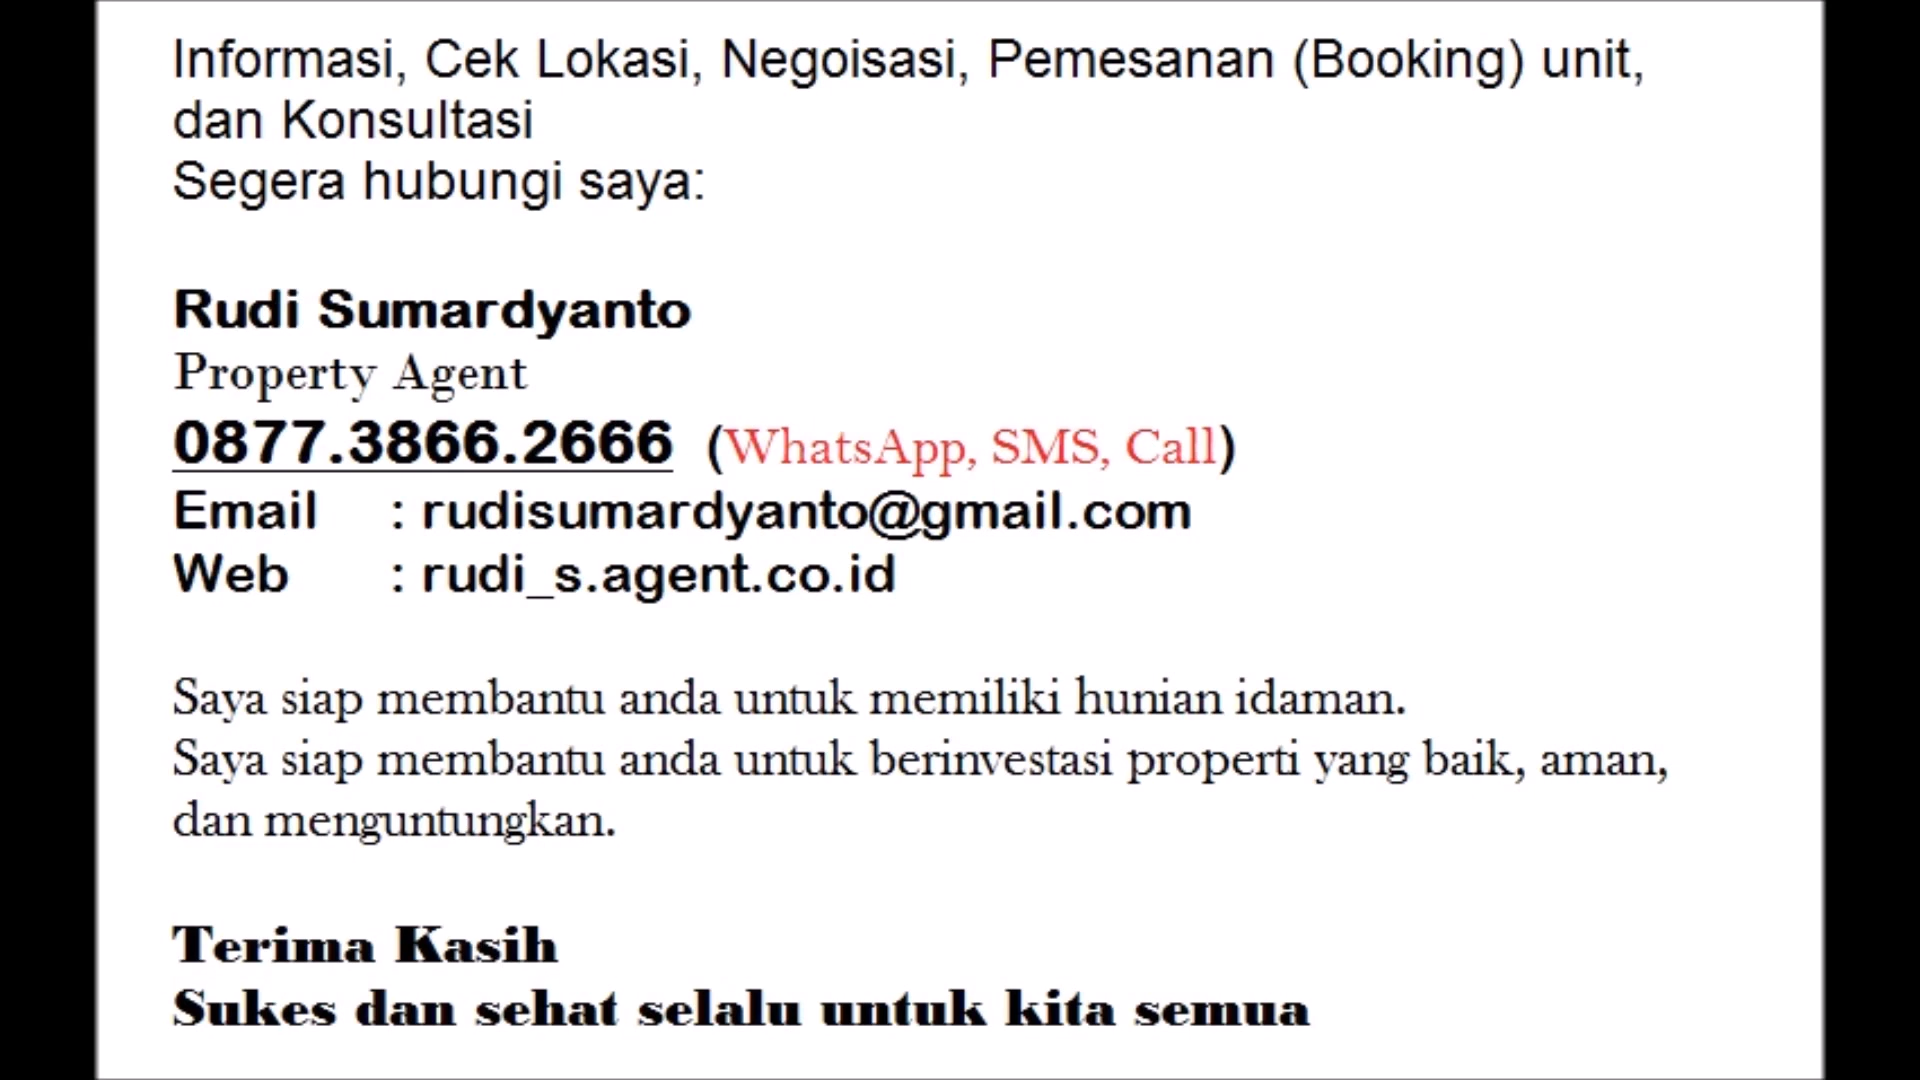 Informasi, Cek Lokasi, Negoisasi, Pemesanan (Booking) unit,
dan Konsultasi
Segera hubungi saya:
Rudi Sumardyanto
Property Agent
0877.3866.2666 (WhatsApp, SMS, Call)
Email : rudisumardyanto@gmail.com
Web : rudi_s.agent.co.id
Saya siap membantu anda untuk memiliki hunian idaman.
Saya siap membantu anda untuk berinvestasi properti yang baik, aman,
dan menguntungkan.
Terima Kasih
Sukes dan sehat selalu untuk kita semua